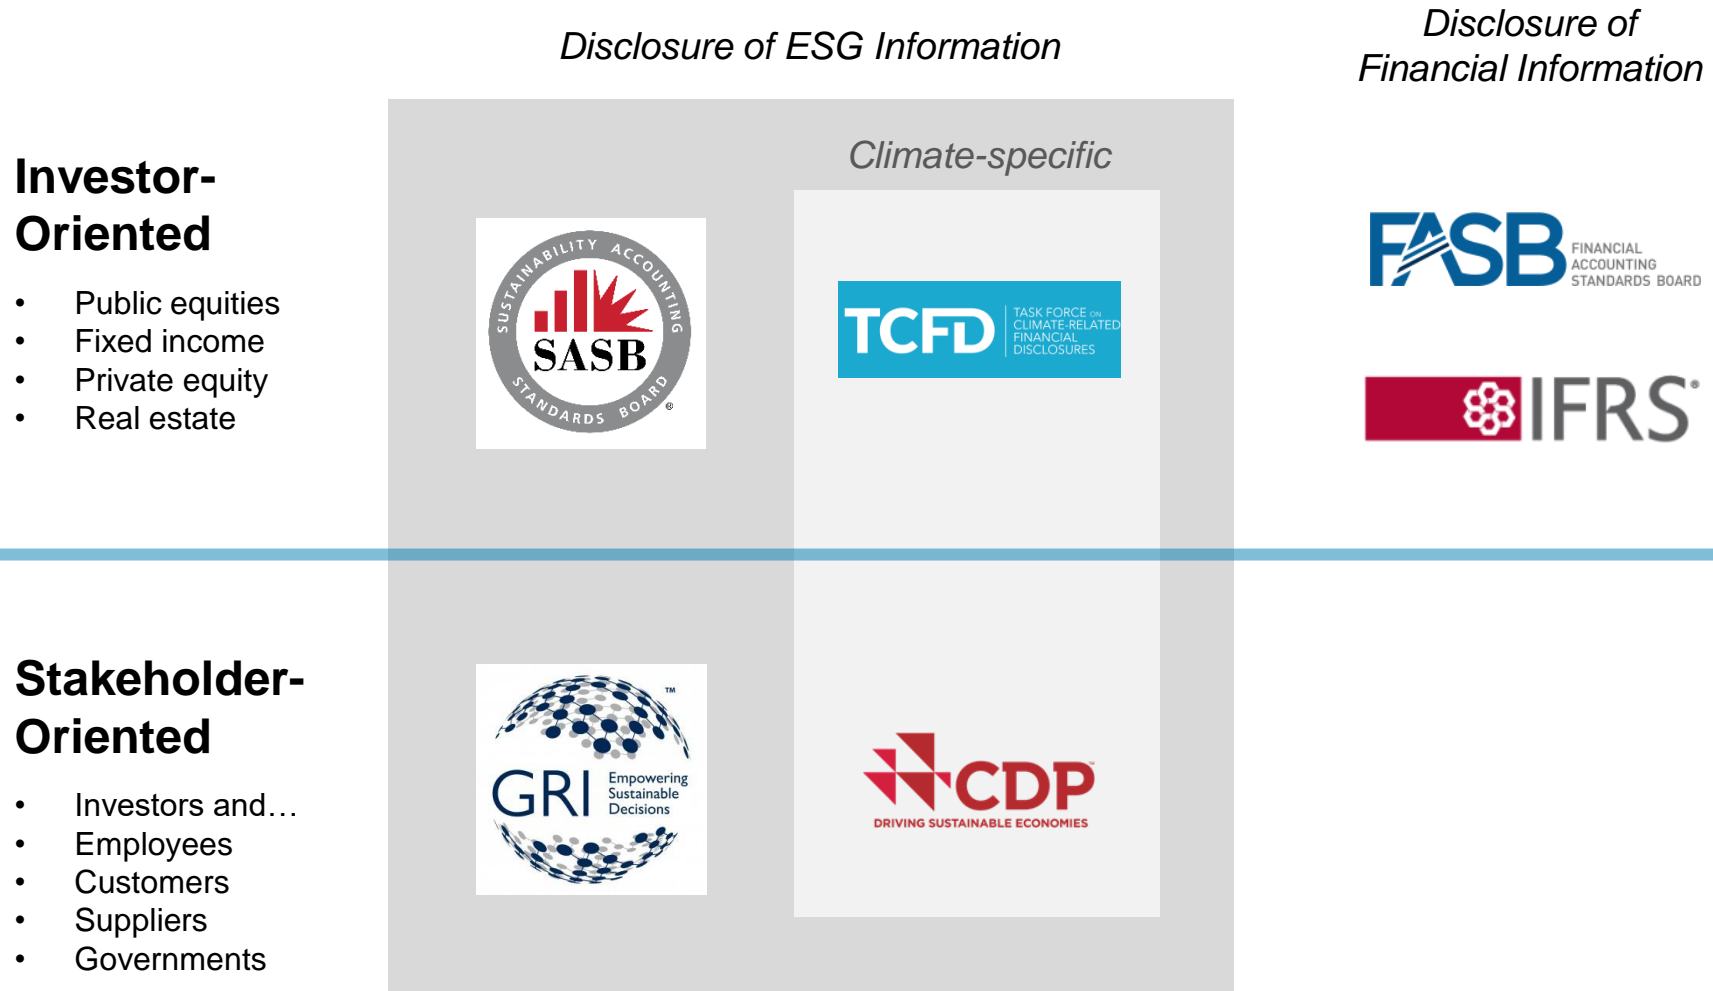 Disclosure of ESG Information
Disclosure of
Financial Information
Climate-specific
Investor-
Oriented
• Public equities
• Fixed income
• Private equity
• Real estate
SUSTAINABILITY ACCOUNTING
SASB
STANDARDS BOARD
®
TCFD
TASK FORCE ON
CLIMATE-RELATED
FINANCIAL
DISCLOSURES
FASB
FINANCIAL
ACCOUNTING
STANDARDS BOARD
IFRS®
Stakeholder-
Oriented
• Investors and…
• Employees
• Customers
• Suppliers
• Governments
™
GRI
Empowering
Sustainable
Decisions
CDP™
DRIVING SUSTAINABLE ECONOMIES